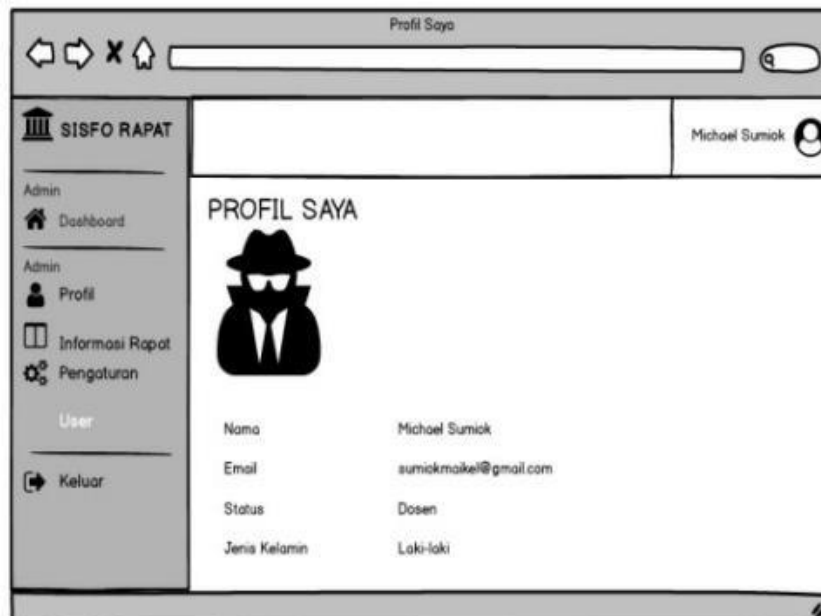 Profil Saya
SISFO RAPAT
Michael Sumiok
Admin
Dashboard
Admin
Profil
Informasi Rapat
Pengaturan
User
Keluar
PROFIL SAYA
Nama Michael Sumiok
Email sumiokmaikel@gmail.com
Status Dosen
Jenis Kelamin Laki-laki